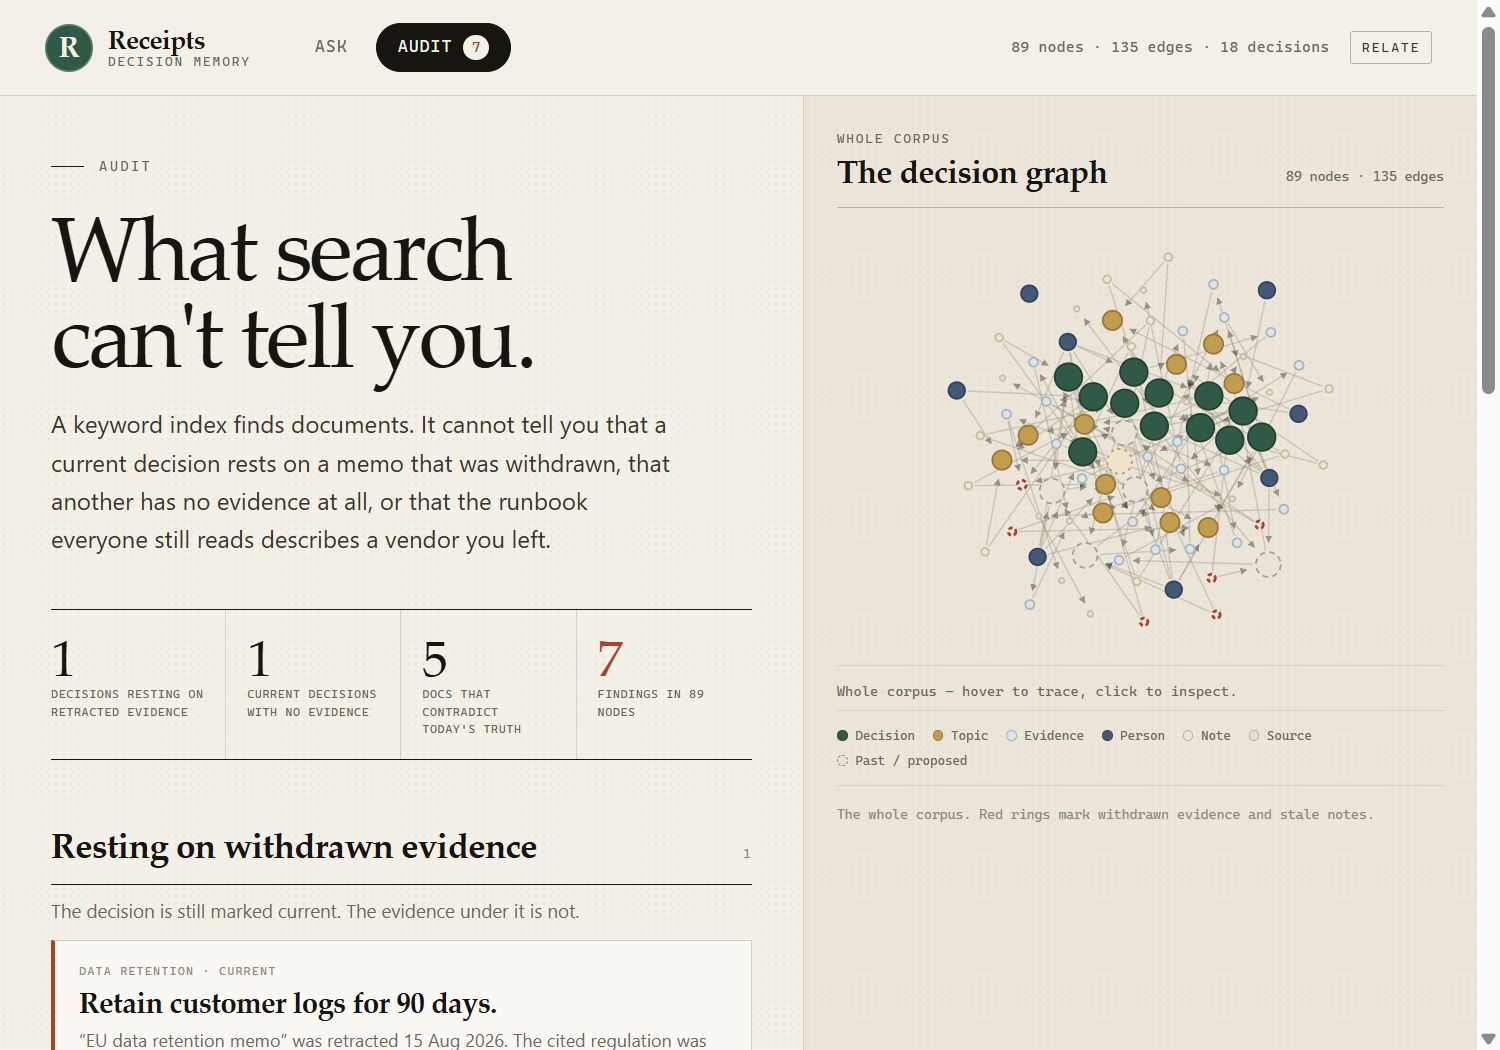 R
Receipts
DECISION MEMORY
ASK
AUDIT 7
89 nodes · 135 edges · 18 decisions
RELATE
AUDIT
What search
can't tell you.
A keyword index finds documents. It cannot tell you that a
current decision rests on a memo that was withdrawn, that
another has no evidence at all, or that the runbook
everyone still reads describes a vendor you left.
1
DECISIONS RESTING ON
RETRACTED EVIDENCE
1
CURRENT DECISIONS
WITH NO EVIDENCE
5
DOCS THAT
CONTRADICT
TODAY'S TRUTH
7
FINDINGS IN 89
NODES
Resting on withdrawn evidence
1
The decision is still marked current. The evidence under it is not.
DATA RETENTION · CURRENT
Retain customer logs for 90 days.
“EU data retention memo” was retracted 15 Aug 2026. The cited regulation was
WHOLE CORPUS
The decision graph
89 nodes · 135 edges
Whole corpus — hover to trace, click to inspect.
Decision
Topic
Evidence
Person
Note
Source
Past / proposed
The whole corpus. Red rings mark withdrawn evidence and stale notes.